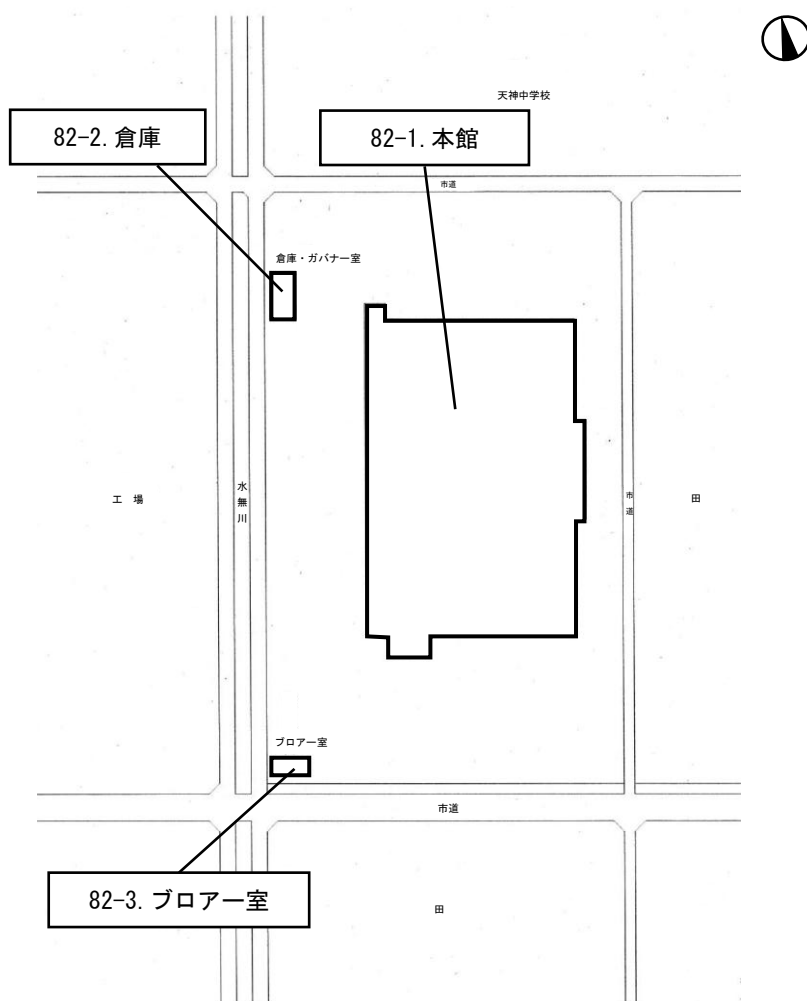 天神中学校
82-2. 倉庫
82-1. 本館
市道
倉庫・ガバナー室
工 場
水無川
市道
田
ブロアー室
市道
82-3. ブロアー室
田